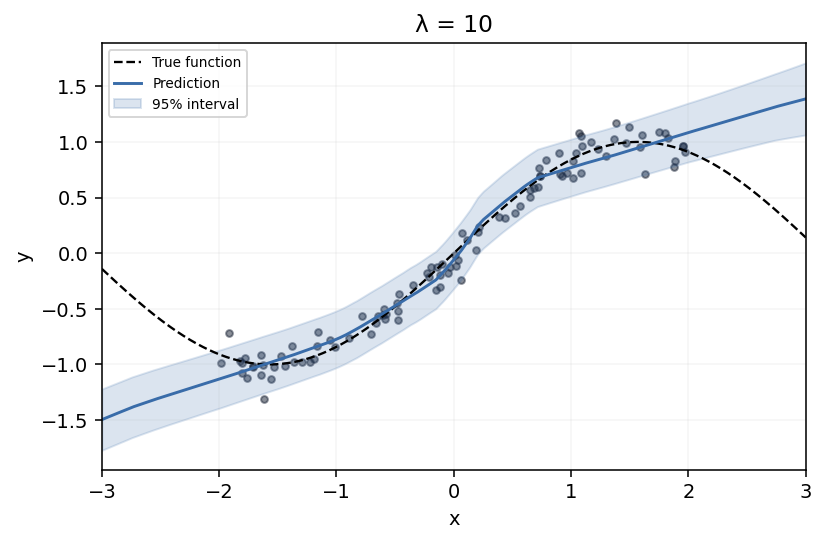 λ = 10
True function
Prediction
95% interval
y
1.5
1.0
0.5
0.0
−0.5
−1.0
−1.5
−3 −2 −1 0 1 2 3
x